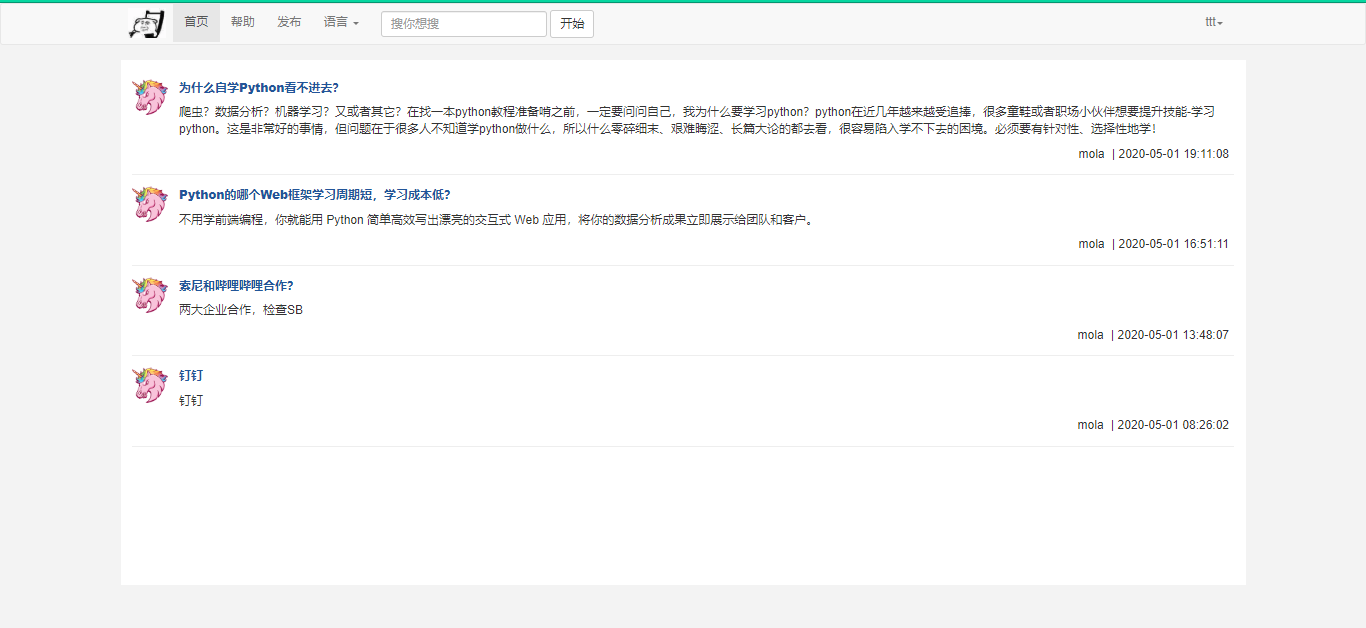 首页 帮助 发布 语言 搜你想搜 开始 ttt
为什么自学Python看不进去?
爬虫？数据分析？机器学习？又或者其它？在找一本python教程准备啃之前，一定要问问自己，我为什么要学习python？python在近几年越来越受追捧，很多童鞋或者职场小伙伴想要提升技能-学习
python。这是非常好的事情，但问题在于很多人不知道学python做什么，所以什么零碎细末、艰难晦涩、长篇大论的都去看，很容易陷入学不下去的困境。必须要有针对性、选择性地学！
mola | 2020-05-01 19:11:08
Python的哪个Web框架学习周期短，学习成本低?
不用学前端编程，你就能用 Python 简单高效写出漂亮的交互式 Web 应用，将你的数据分析成果立即展示给团队和客户。
mola | 2020-05-01 16:51:11
索尼和哔哩哔哩合作?
两大企业合作，检查SB
mola | 2020-05-01 13:48:07
钉钉
钉钉
mola | 2020-05-01 08:26:02